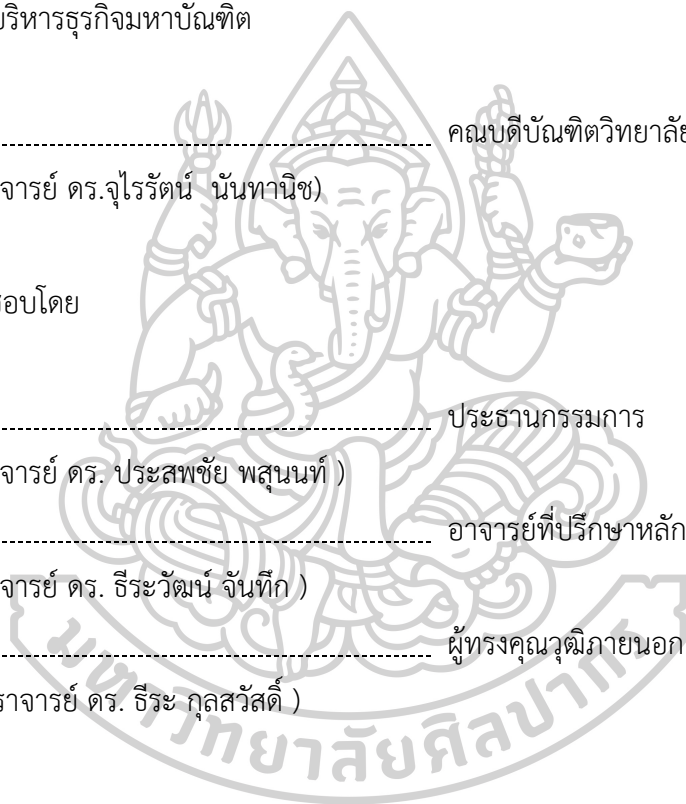 บริหารธุรกิจมหาบัณฑิต
คณบดีบัณฑิตวิทยาลัย
จารย์ ดร.จุไรรัตน์ นันทานิช)
สอบโดย
ประธานกรรมการ
จารย์ ดร. ประสพชัย พสุนนท์ )
อาจารย์ที่ปรึกษาหลัก
จารย์ ดร. ธีระวัฒน์ จันทึก )
ผู้ทรงคุณวุฒิภายนอก
ราจารย์ ดร. ธีระ กุลสวัสดิ์ )
มหาวิทยาลัยศิลปากร